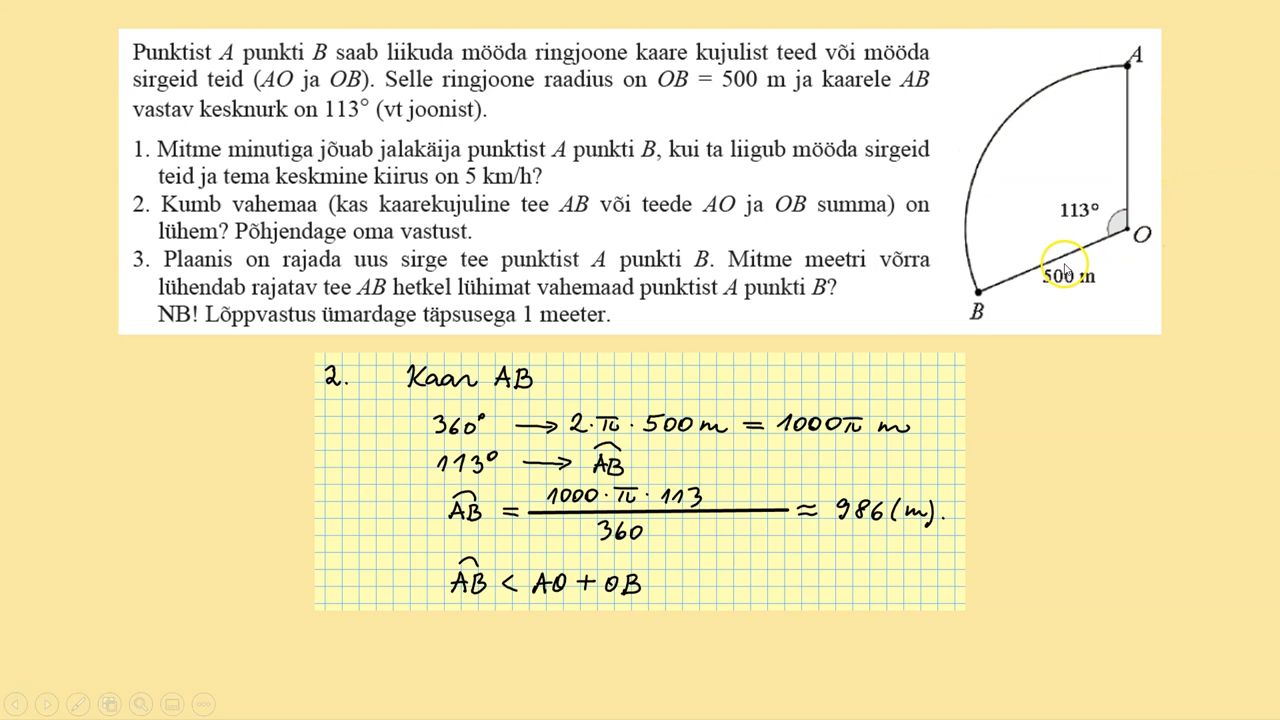 Punktist A punkti B saab liikuda mööda ringjoone kaare kujulist teed või mööda
sirgeid teid (AO ja OB). Selle ringjoone raadius on OB = 500 m ja kaarele AB
vastav kesknurk on 113° (vt joonist).
1. Mitme minutiga jõuab jalakäija punktist A punkti B, kui ta liigub mööda sirgeid
teid ja tema keskmine kiirus on 5 km/h?
2. Kumb vahemaa (kas kaarekujuline tee AB või teede AO ja OB summa) on
lühem? Põhjendage oma vastust.
3. Plaanis on rajada uus sirge tee punktist A punkti B. Mitme meetri võrra
lühendab rajatav tee AB hetkel lühimat vahemaad punktist A punkti B?
NB! Lõppvastus ümardage täpsusega 1 meeter.
A
113°
O
500 m
B
2. Kaar AB
360° → 2·π·500 m = 1000π m
113° → A͡B
A͡B = 1000·π·113 / 360 ≈ 986 (m).
A͡B < AO + OB